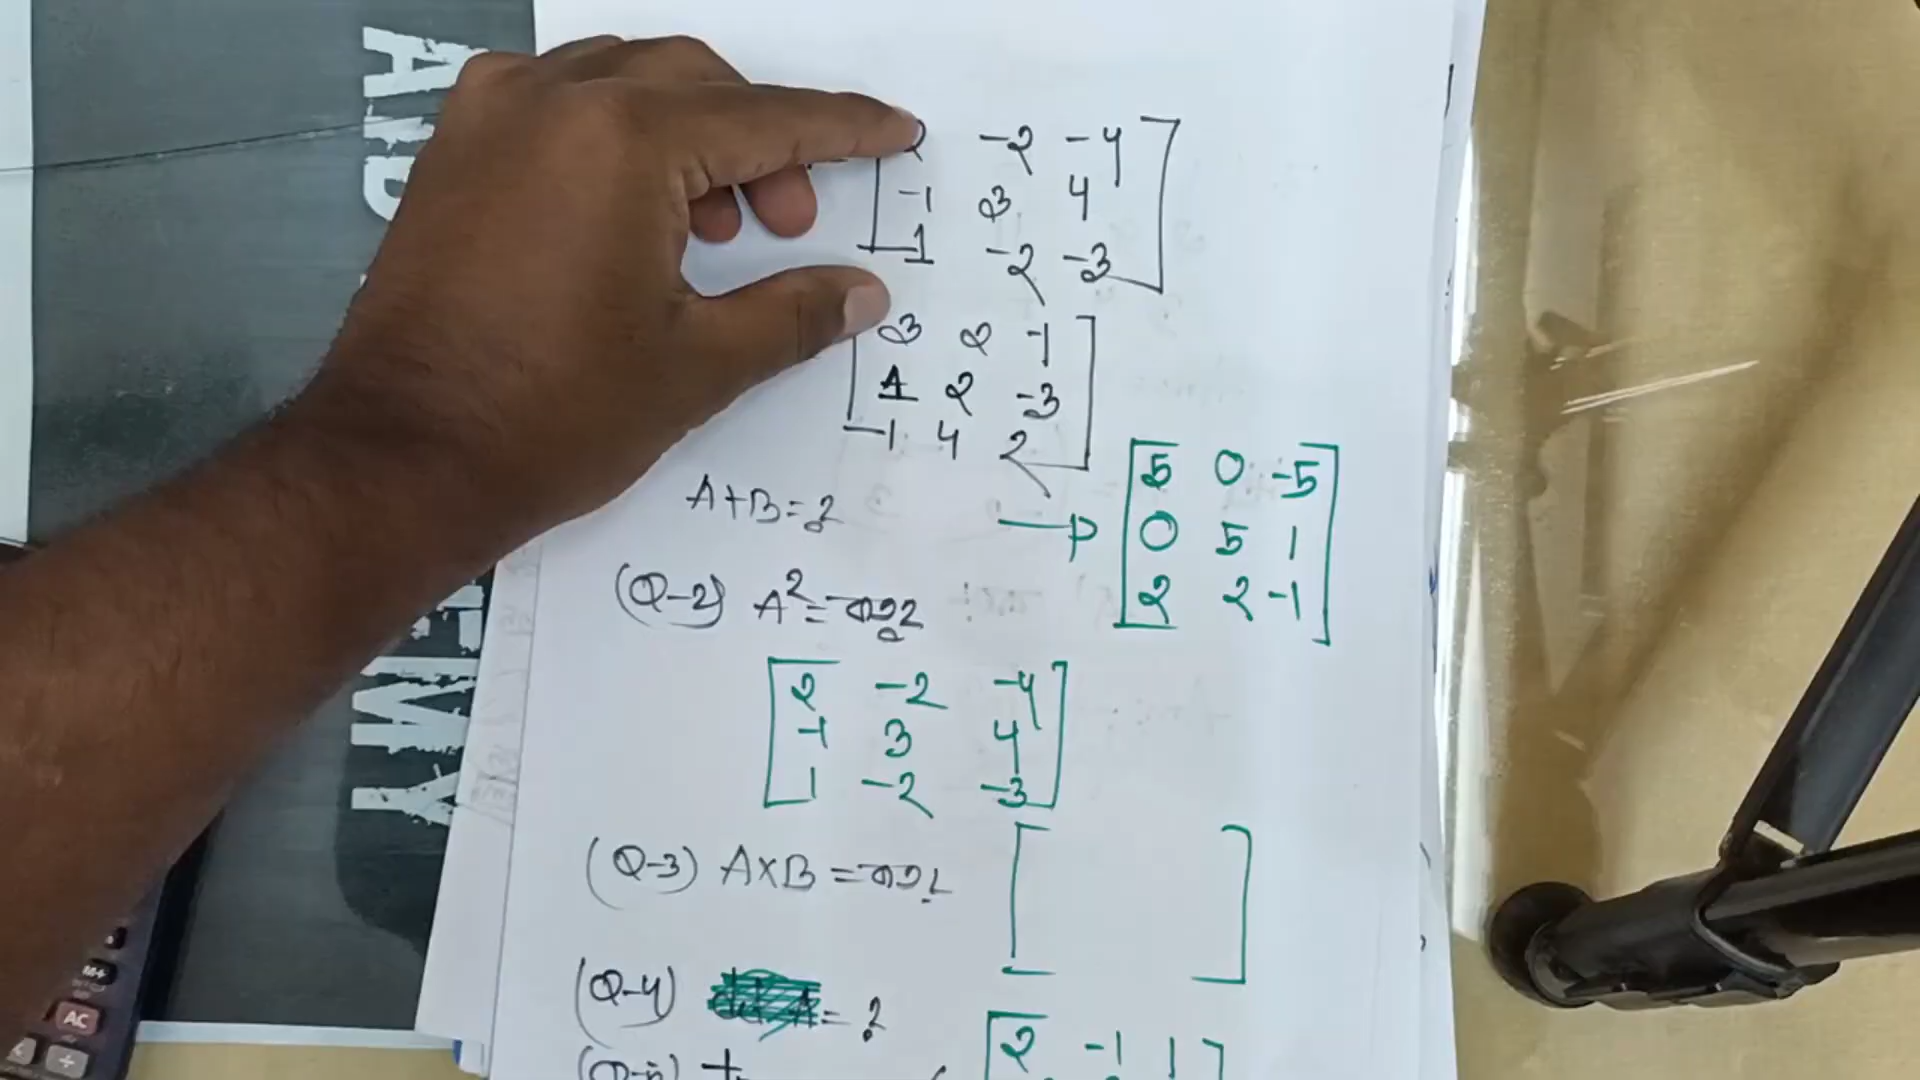 2 -2 -4
-1 3 4
1 -2 -3
3 2 -1
1 2 -3
-1 4 2
A+B=?
5 0 -5
0 5 1
2 2 -1
(Q-2) A²=
2 -2 -4
-1 3 4
1 -2 -3
(Q-3) A×B =
(Q-4) = ?
2 -1 1
M+
AC
+